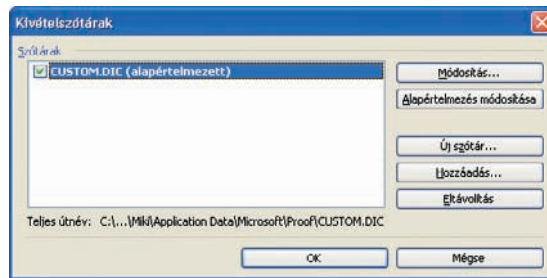 Kivételszótárak
Szótárak
CUSTOM.DIC (alapértelmezett)
Módosítás...
Alapértelmezés módosítása
Új szótár...
Hozzáadás...
Eltávolítás
Teljes útnév: C:\...\Miki\Application Data\Microsoft\Proof\CUSTOM.DIC
OK
Mégse